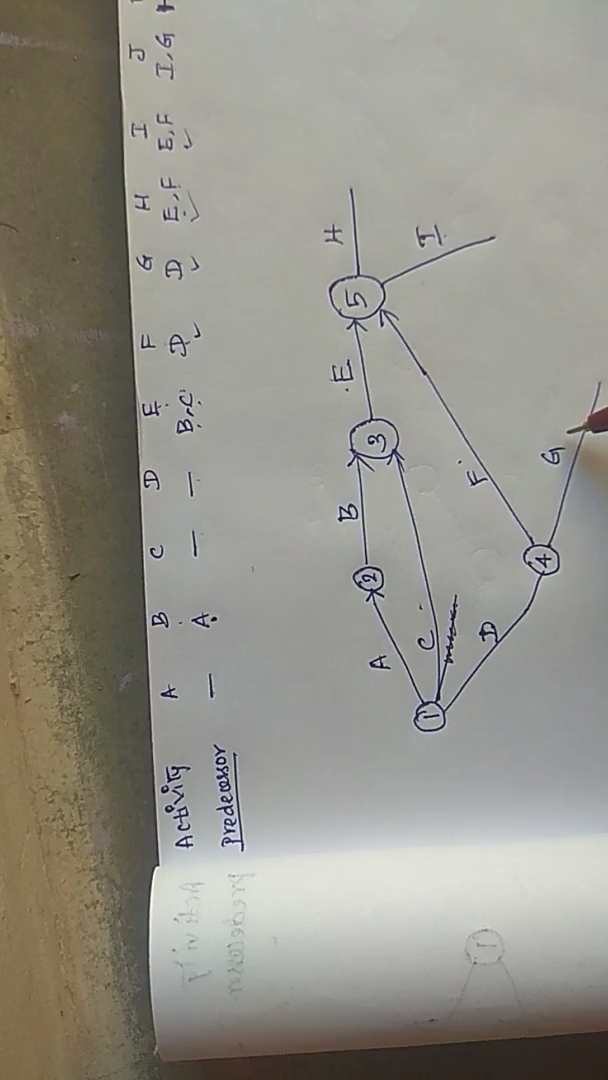 Activity A B C D E F G H I J
Predecessor — A — — B,C D D E,F E,F I,G
A B E H
1 2 3 5
C F I
D 4 G